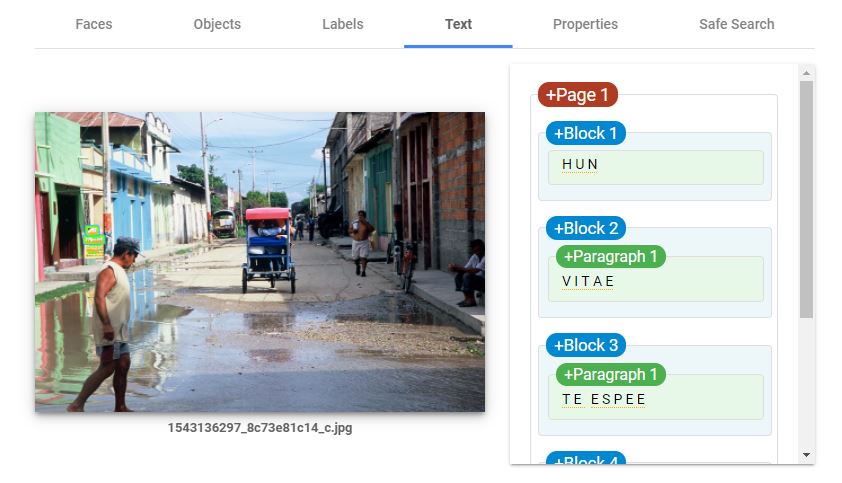 Faces Objects Labels Text Properties Safe Search
+Page 1
+Block 1
HUN
+Block 2
+Paragraph 1
VITAE
+Block 3
+Paragraph 1
TE ESPEE
+Block 4
1543136297_8c73e81c14_c.jpg